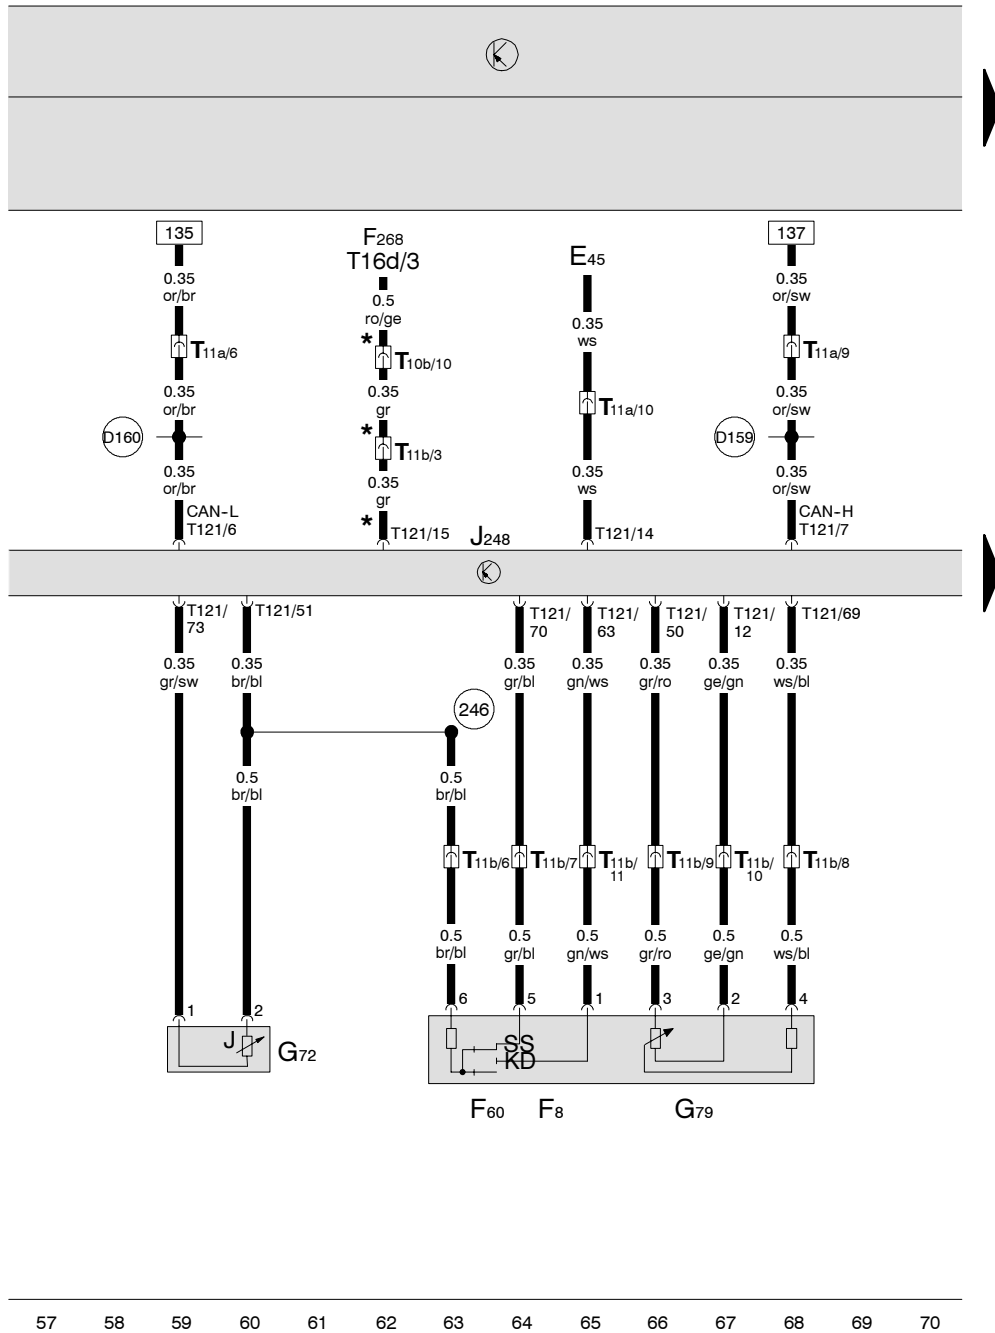 135
F268
T16d/3
E45
137
0.35
or/br
0.5
ro/ge
0.35
ws
0.35
or/sw
T11a/6
*
T10b/10
T11a/10
T11a/9
0.35
or/br
0.35
gr
0.35
or/sw
D160
*
T11b/3
D159
0.35
or/br
0.35
gr
0.35
ws
0.35
or/sw
CAN-L
T121/6
*
T121/15
J248
T121/14
CAN-H
T121/7
T121/
73
T121/51
T121/
70
T121/
63
T121/
50
T121/
12
T121/69
0.35
gr/sw
0.35
br/bl
0.35
gr/bl
0.35
gn/ws
0.35
gr/ro
0.35
ge/gn
0.35
ws/bl
246
0.5
br/bl
0.5
br/bl
T11b/6
T11b/7
T11b/
11
T11b/9
T11b/
10
T11b/8
0.5
br/bl
0.5
gr/bl
0.5
gn/ws
0.5
gr/ro
0.5
ge/gn
0.5
ws/bl
1
2
6
5
1
3
2
4
J
G72
SS
KD
F60
F8
G79
57 58 59 60 61 62 63 64 65 66 67 68 69 70